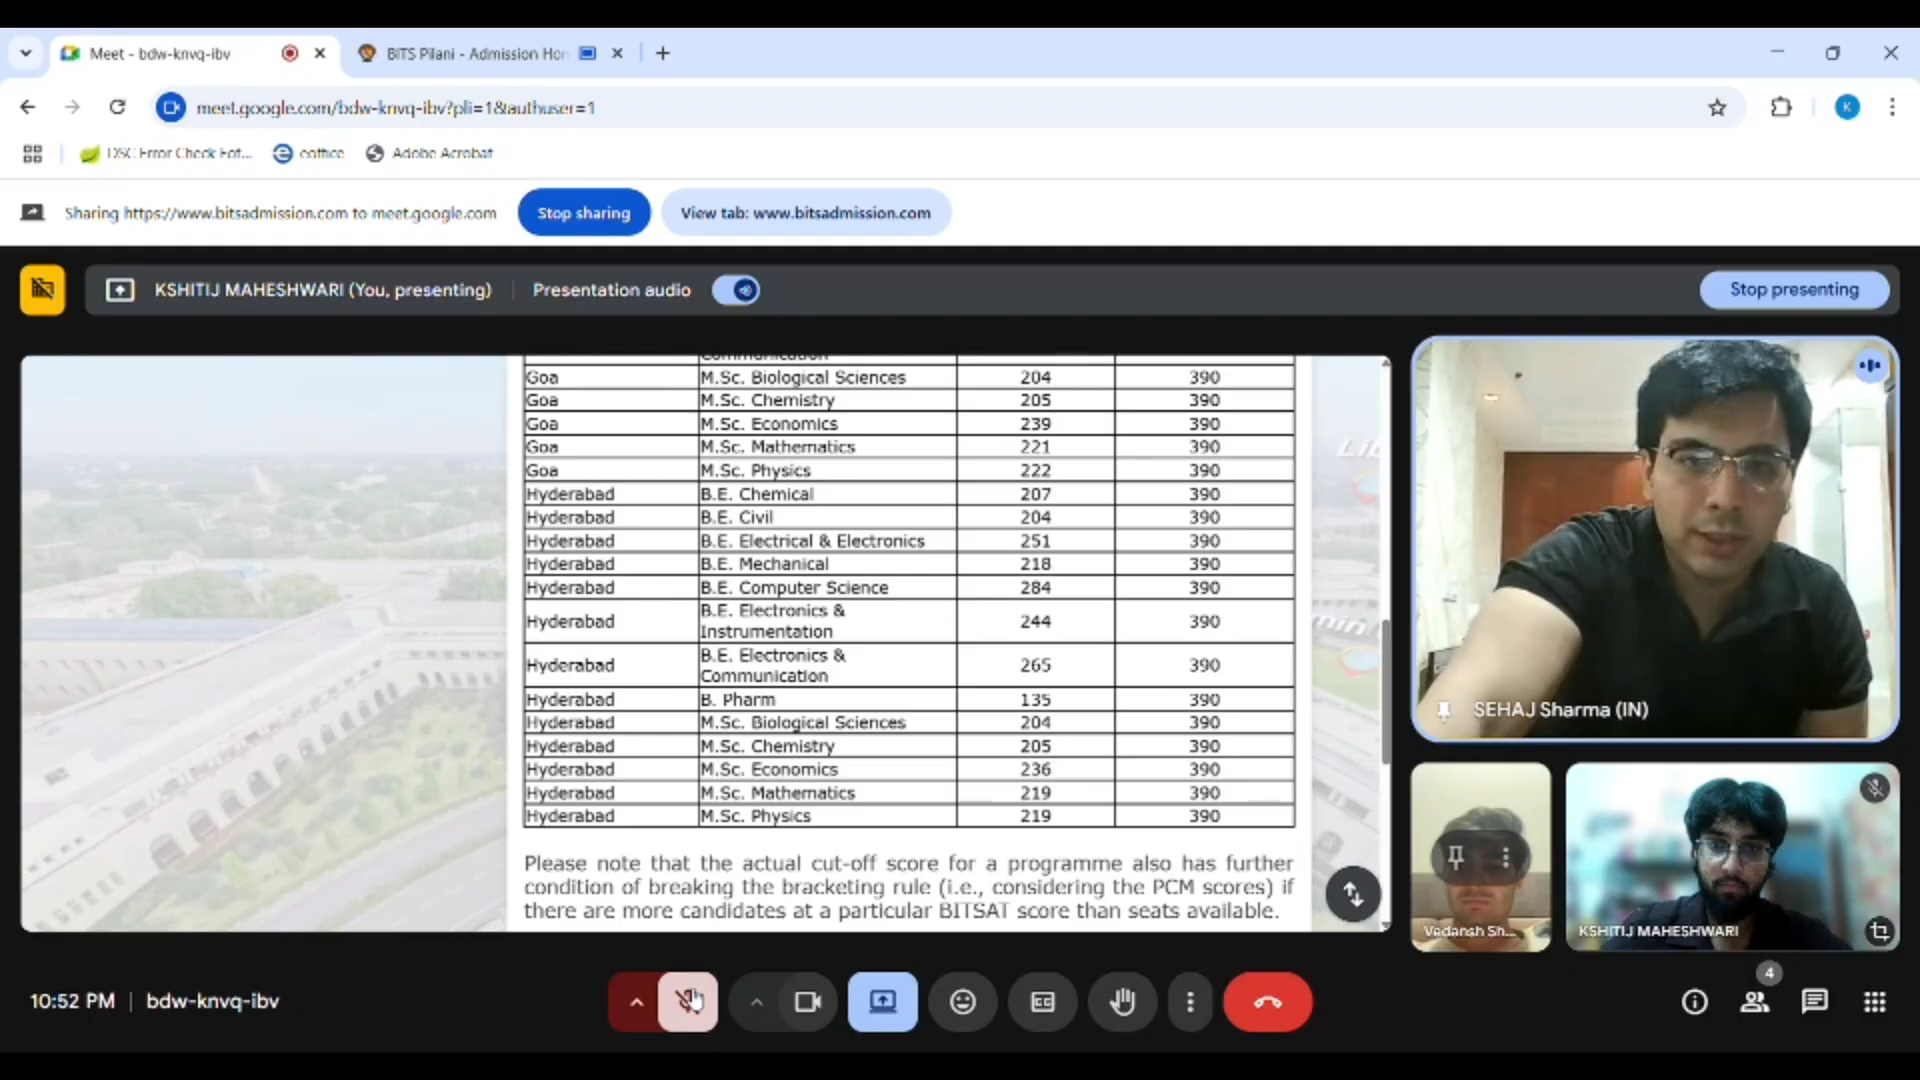 Meet - bdw-knvq-ibv
BITS Pilani - Admission Hom
meet.google.com/bdw-knvq-ibv?pli=1&authuser=1
K
DSC Error Check Fot...
eoffice
Adobe Acrobat
Sharing https://www.bitsadmission.com to meet.google.com
Stop sharing
View tab: www.bitsadmission.com
KSHITIJ MAHESHWARI (You, presenting)
Presentation audio
Stop presenting
Communication
Goa M.Sc. Biological Sciences 204 390
Goa M.Sc. Chemistry 205 390
Goa M.Sc. Economics 239 390
Goa M.Sc. Mathematics 221 390
Goa M.Sc. Physics 222 390
Hyderabad B.E. Chemical 207 390
Hyderabad B.E. Civil 204 390
Hyderabad B.E. Electrical & Electronics 251 390
Hyderabad B.E. Mechanical 218 390
Hyderabad B.E. Computer Science 284 390
Hyderabad B.E. Electronics & Instrumentation 244 390
Hyderabad B.E. Electronics & Communication 265 390
Hyderabad B. Pharm 135 390
Hyderabad M.Sc. Biological Sciences 204 390
Hyderabad M.Sc. Chemistry 205 390
Hyderabad M.Sc. Economics 236 390
Hyderabad M.Sc. Mathematics 219 390
Hyderabad M.Sc. Physics 219 390
Please note that the actual cut-off score for a programme also has further
condition of breaking the bracketing rule (i.e., considering the PCM scores) if
there are more candidates at a particular BITSAT score than seats available.
SEHAJ Sharma (IN)
Vedansh Sh...
KSHITIJ MAHESHWARI
10:52 PM | bdw-knvq-ibv
4